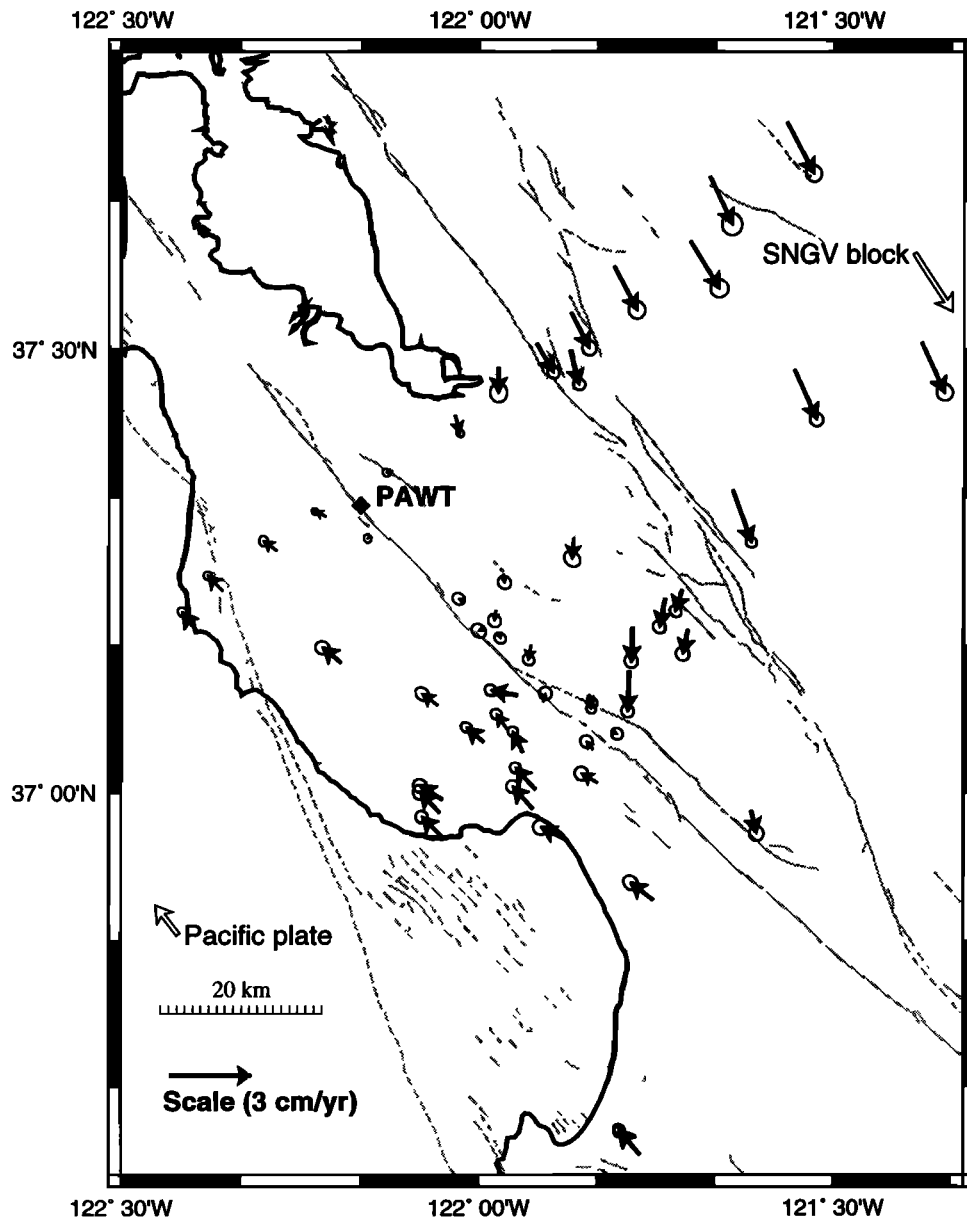 122° 30'W 122° 00'W 121° 30'W
SNGV block
37° 30'N
PAWT
37° 00'N
Pacific plate
20 km
Scale (3 cm/yr)
122° 30'W 122° 00'W 121° 30'W